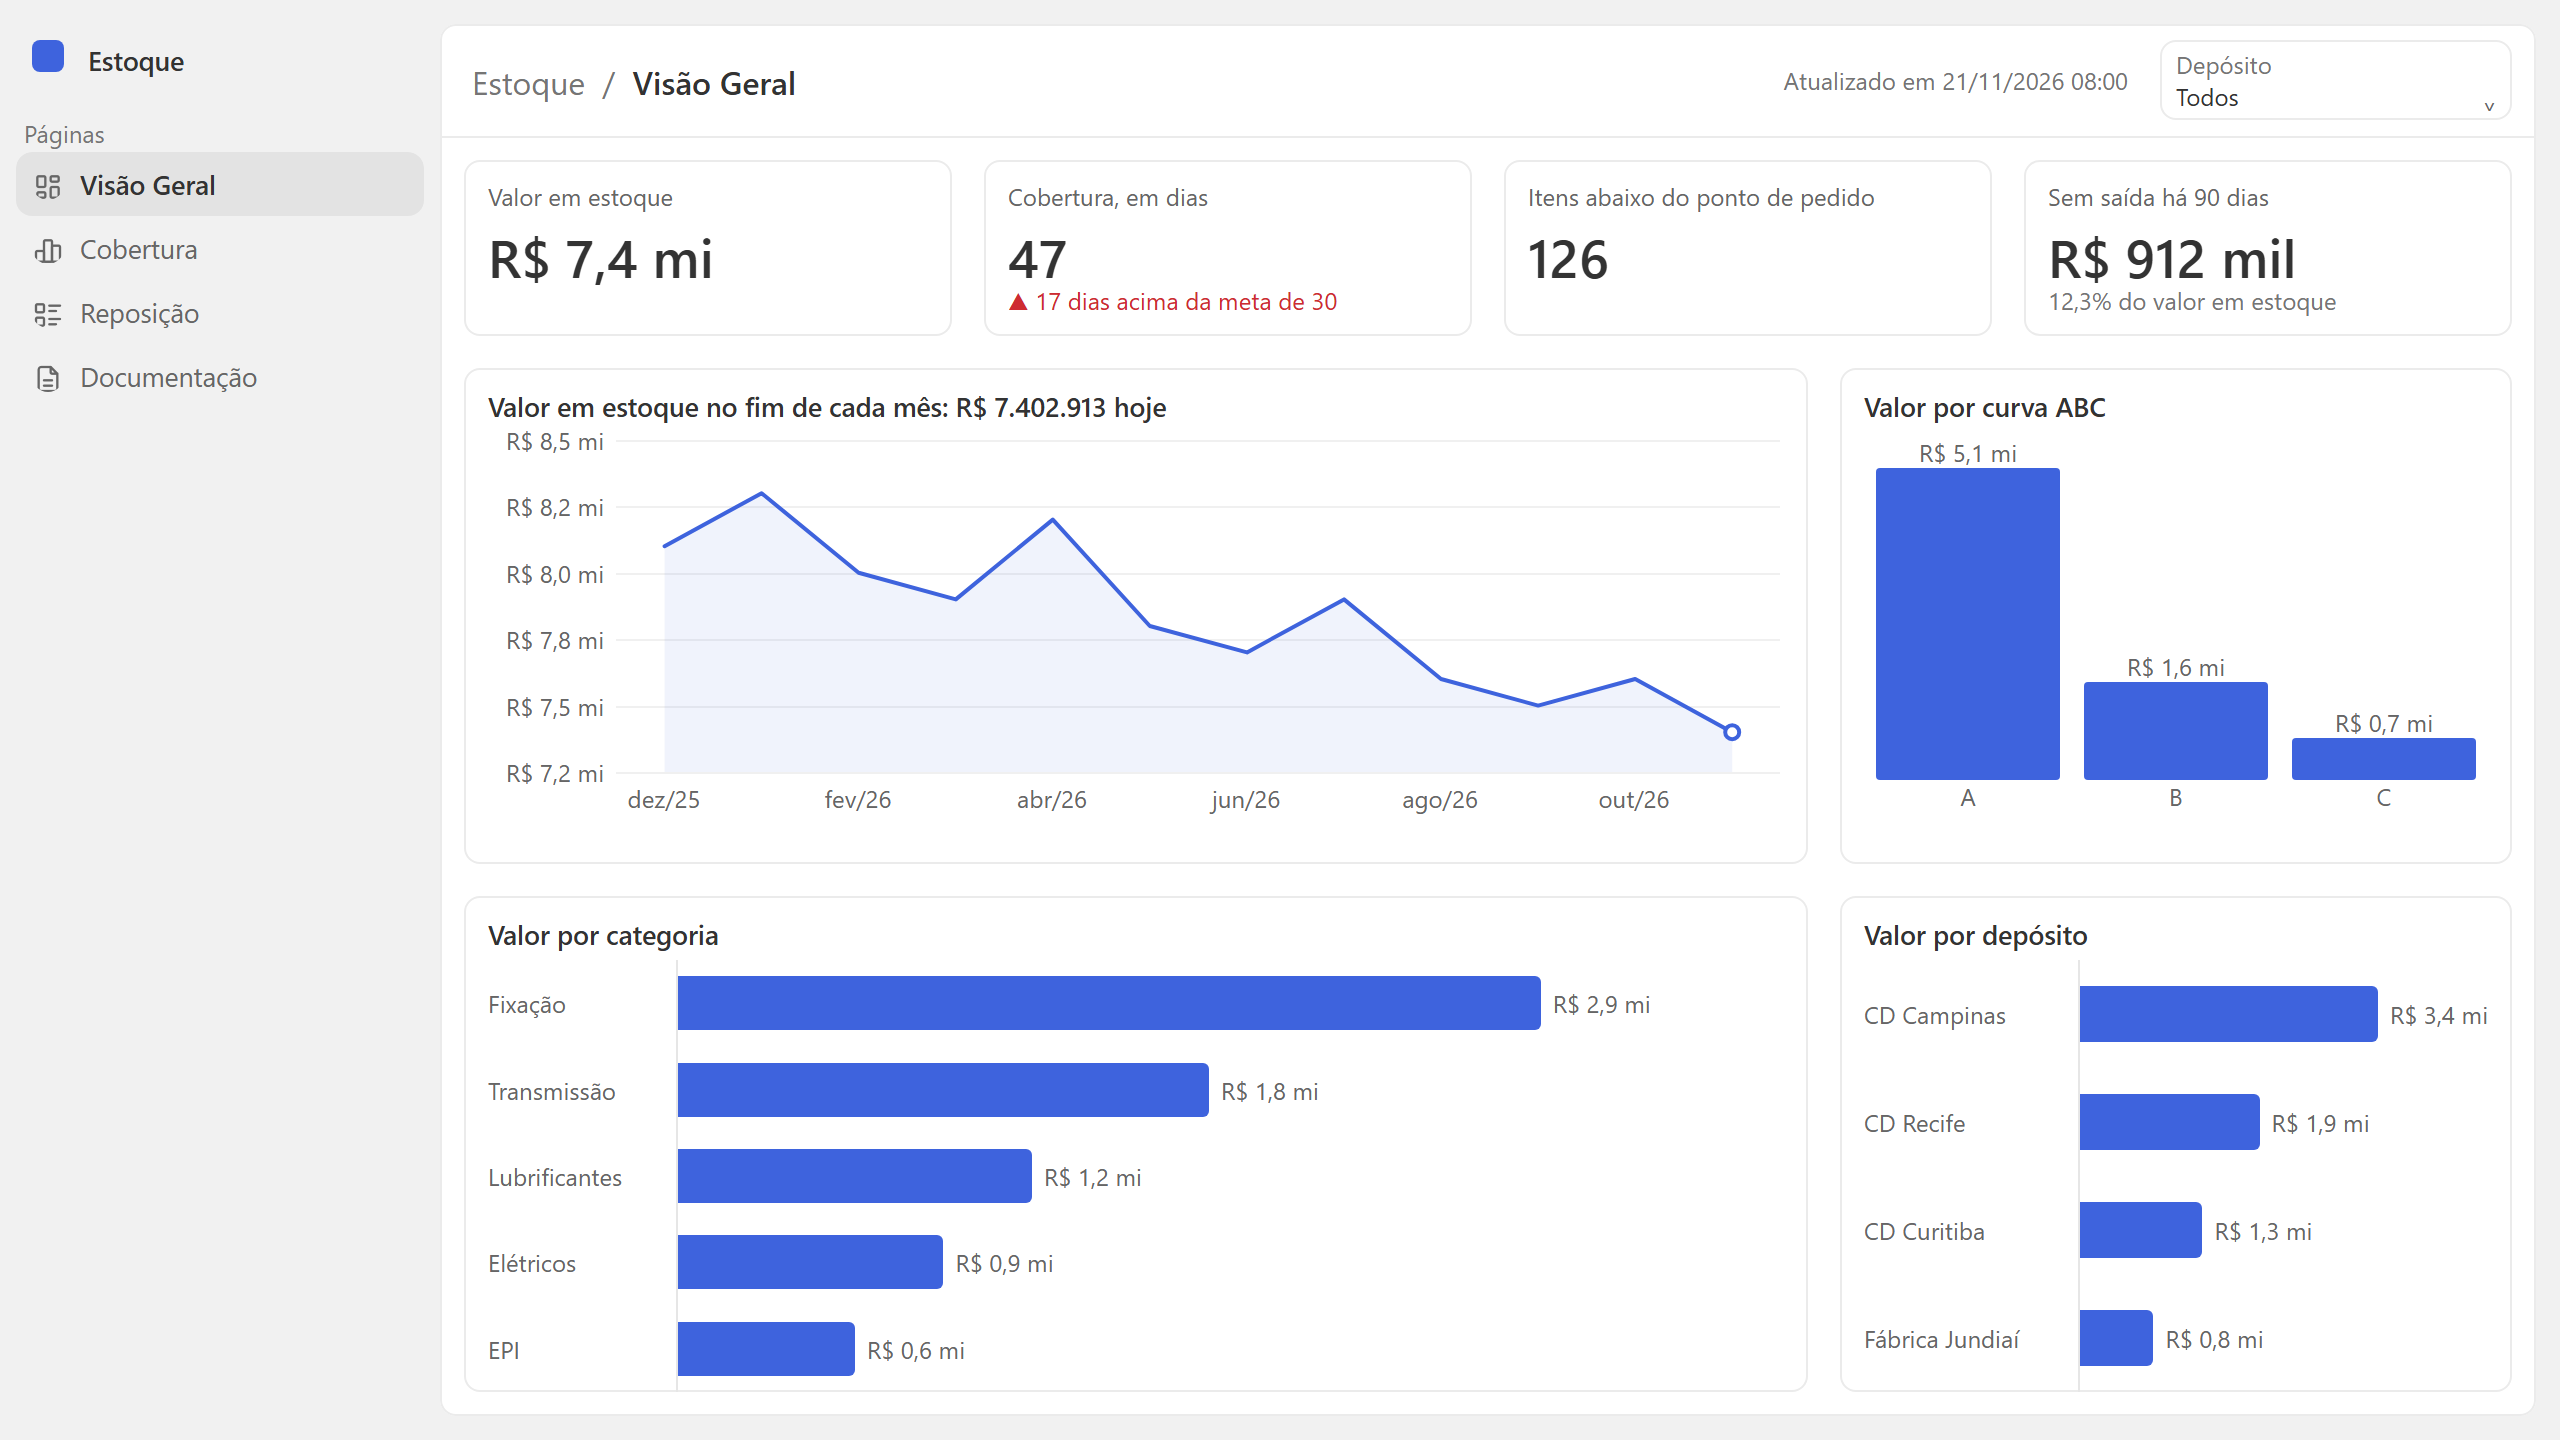 Estoque
Páginas
Visão Geral
Cobertura
Reposição
Documentação
Estoque / Visão Geral
Atualizado em 21/11/2026 08:00
Depósito
Todos
Valor em estoque
R$ 7,4 mi
Cobertura, em dias
47
▲ 17 dias acima da meta de 30
Itens abaixo do ponto de pedido
126
Sem saída há 90 dias
R$ 912 mil
12,3% do valor em estoque
Valor em estoque no fim de cada mês: R$ 7.402.913 hoje
R$ 8,5 mi
R$ 8,2 mi
R$ 8,0 mi
R$ 7,8 mi
R$ 7,5 mi
R$ 7,2 mi
dez/25 fev/26 abr/26 jun/26 ago/26 out/26
Valor por curva ABC
R$ 5,1 mi
R$ 1,6 mi
R$ 0,7 mi
A B C
Valor por categoria
Fixação R$ 2,9 mi
Transmissão R$ 1,8 mi
Lubrificantes R$ 1,2 mi
Elétricos R$ 0,9 mi
EPI R$ 0,6 mi
Valor por depósito
CD Campinas R$ 3,4 mi
CD Recife R$ 1,9 mi
CD Curitiba R$ 1,3 mi
Fábrica Jundiaí R$ 0,8 mi